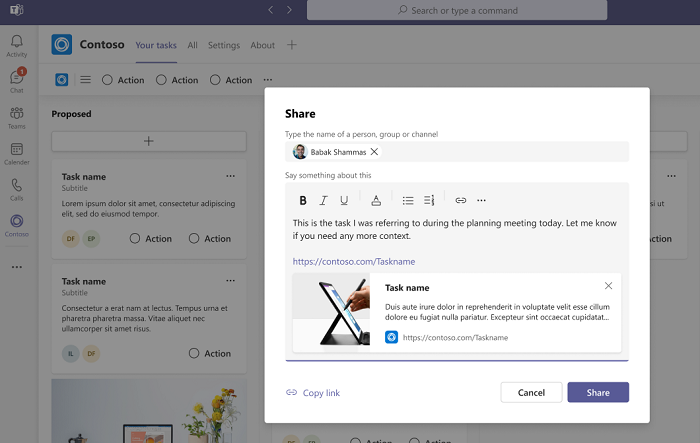 Search or type a command
Activity
Chat
1
Teams
Calendar
Calls
Contoso
Contoso
Your tasks
All
Settings
About
Action
Action
Action
Proposed
Task name
Subtitle
Lorem ipsum dolor sit amet, consectetur adipiscing
elit, sed do eiusmod tempor.
DF
EP
Action
Action
Task name
Subtitle
Consectetur a erat nam at lectus. Tempus urna et
pharetra pharetra massa. Varius aliquet nec
ullamcorper sit amet risus.
IL
DF
Action
Share
Type the name of a person, group or channel
Babak Shammas
Say something about this
B I U A
This is the task I was referring to during the planning meeting today. Let me know
if you need any more context.
https://contoso.com/Taskname
Task name
Duis aute irure dolor in reprehenderit in voluptate velit esse cillum
dolore eu fugiat nulla pariatur. Excepteur sint occaecat cupidatat...
https://contoso.com/Taskname
Copy link
Cancel
Share
si ut
Action